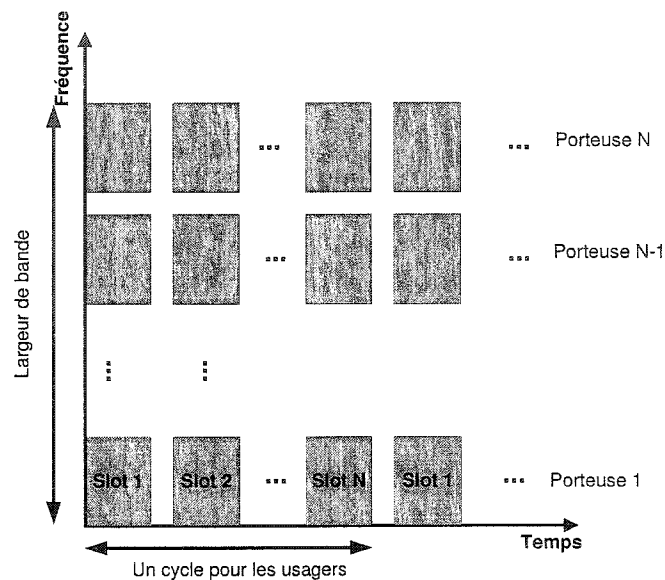 Fréquence
Largeur de bande
... ... Porteuse N
... ... Porteuse N-1
... ...
Slot 1 Slot 2 ... Slot N Slot 1 ... Porteuse 1
Temps
Un cycle pour les usagers